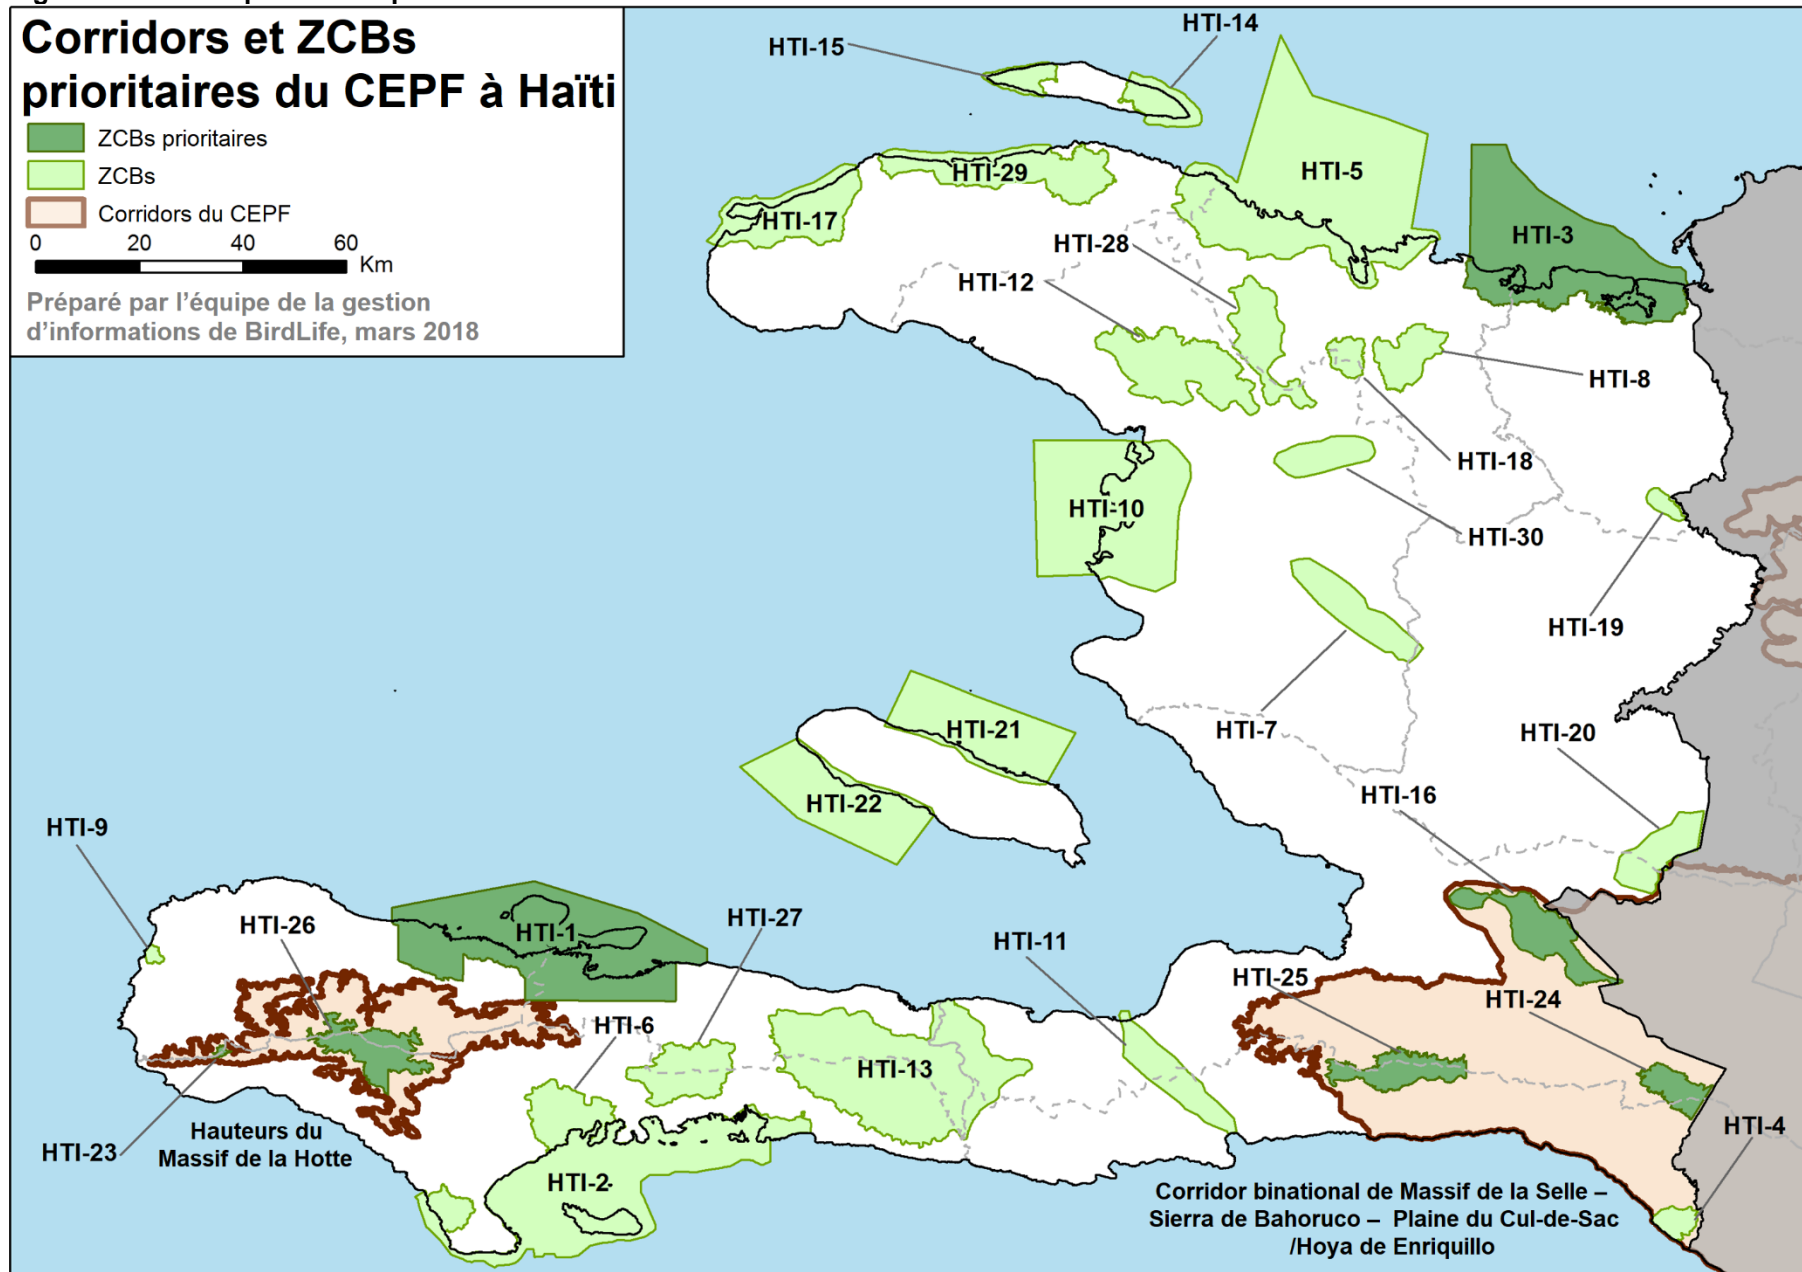 Corridors et ZCBs
prioritaires du CEPF à Haïti
ZCBs prioritaires
ZCBs
Corridors du CEPF
0 20 40 60
Km
Préparé par l'équipe de la gestion
d'informations de BirdLife, mars 2018
HTI-14
HTI-15
HTI-5
HTI-29
HTI-17
HTI-3
HTI-28
HTI-12
HTI-8
HTI-18
HTI-10
HTI-30
HTI-19
HTI-7
HTI-21
HTI-20
HTI-16
HTI-22
HTI-9
HTI-26
HTI-1
HTI-27
HTI-11
HTI-25
HTI-24
HTI-6
HTI-13
HTI-4
HTI-23
Hauteurs du
Massif de la Hotte
HTI-2
Corridor binational de Massif de la Selle –
Sierra de Bahoruco – Plaine du Cul-de-Sac
/Hoya de Enriquillo